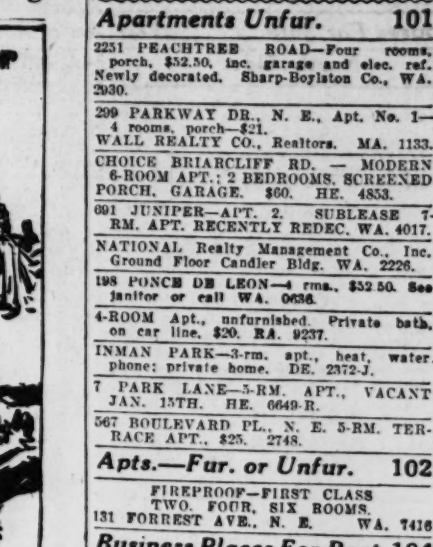 Apartments Unfur. 101
2251 PEACHTREE ROAD—Four rooms,
porch, $52.50, inc. garage and elec. ref.
Newly decorated. Sharp-Boylston Co., WA.
2930.
299 PARKWAY DR., N. E., Apt. No. 1—
4 rooms, porch—$21.
WALL REALTY CO., Realtors. MA. 1133.
CHOICE BRIARCLIFF RD. — MODERN
6-ROOM APT.; 2 BEDROOMS, SCREENED
PORCH, GARAGE. $60. HE. 4853.
691 JUNIPER—APT. 2. SUBLEASE 7-
RM. APT. RECENTLY REDEC. WA. 4017.
NATIONAL Realty Management Co., Inc.
Ground Floor Candler Bldg. WA. 2226.
198 PONCE DE LEON—4 rms., $52 50. See
janitor or call WA. 0636.
4-ROOM Apt., unfurnished. Private bath,
on car line, $20. RA. 9237.
INMAN PARK—3-rm. apt., heat, water,
phone; private home. DE. 2372-J.
7 PARK LANE—5-RM. APT., VACANT
JAN. 15TH. HE. 6649-R.
567 BOULEVARD PL., N. E. 5-RM. TER-
RACE APT., $25. 2748.
Apts.—Fur. or Unfur. 102
FIREPROOF—FIRST CLASS
TWO, FOUR, SIX ROOMS.
131 FORREST AVE., N. E. WA. 7416
Business Places For Rent 104